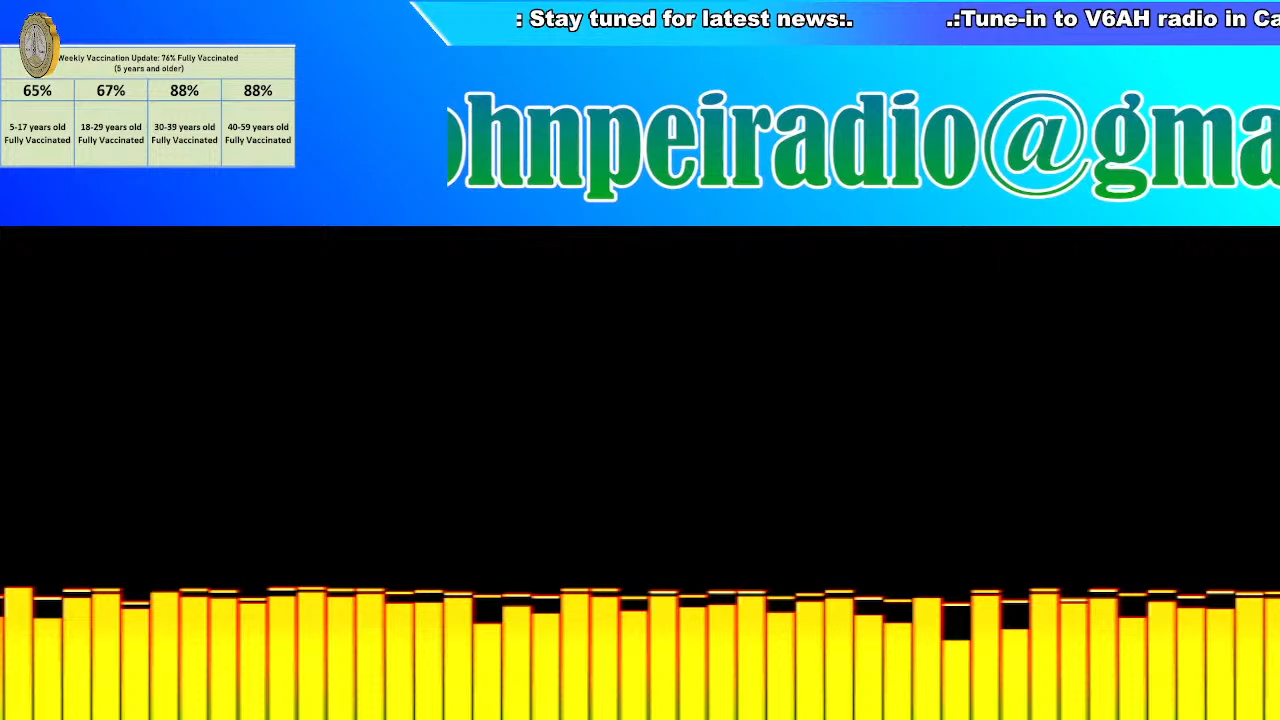 : Stay tuned for latest news:.
.:Tune-in to V6AH radio in Ca
Weekly Vaccination Update: 76% Fully Vaccinated
(5 years and older)
65% 67% 88% 88%
5-17 years old 18-29 years old 30-39 years old 40-59 years old
Fully Vaccinated Fully Vaccinated Fully Vaccinated Fully Vaccinated
ohnpeiradio@gma